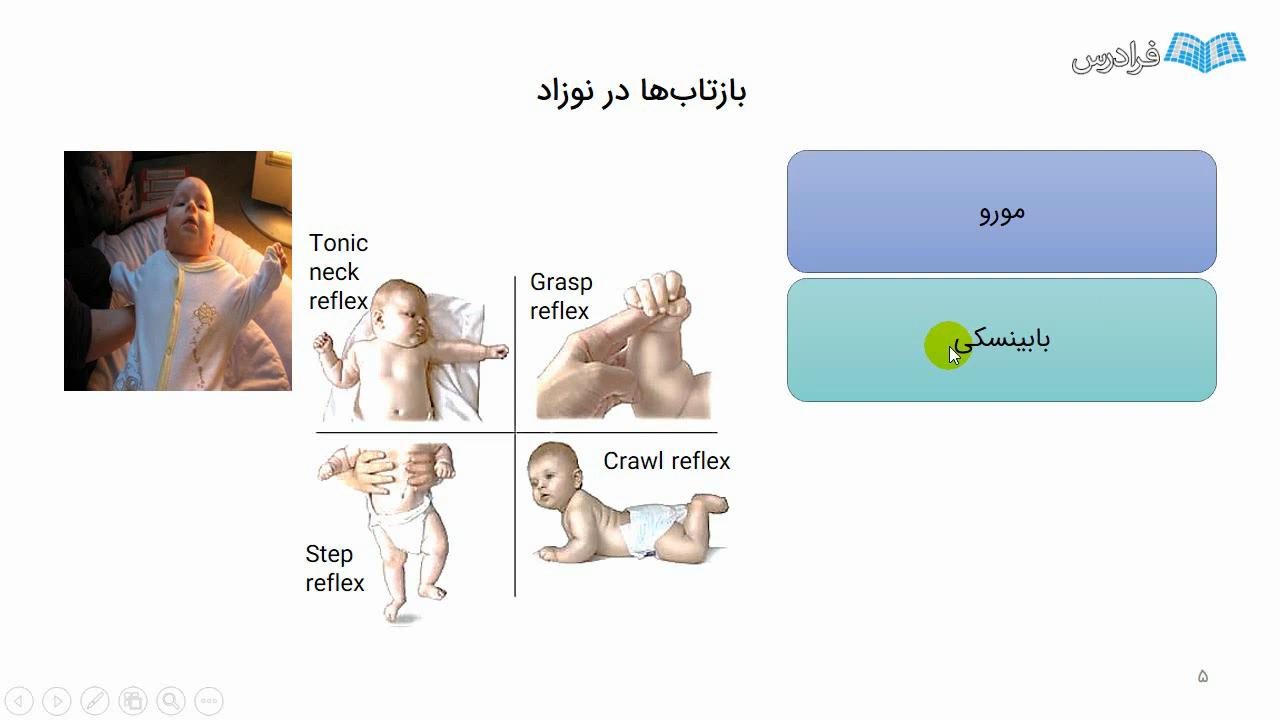 فرادرس
بازتاب‌ها در نوزاد
مورو
بابینسکی
Tonic
neck
reflex
Grasp
reflex
Step
reflex
Crawl reflex
۵